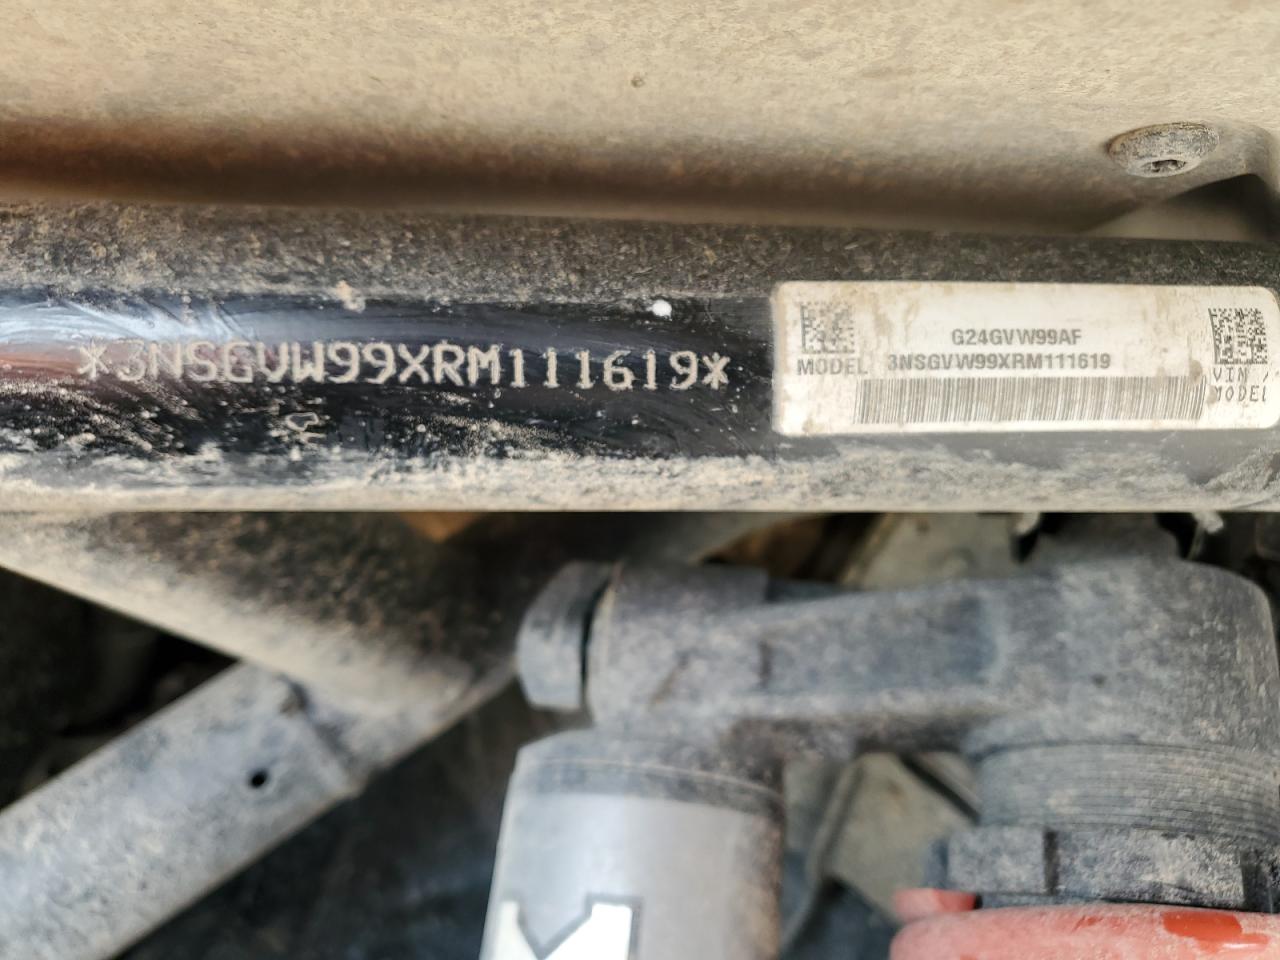 *3NSGVW99XRM111619*
G24GVW99AF
MODEL 3NSGVW99XRM111619
VIN /
MODEL